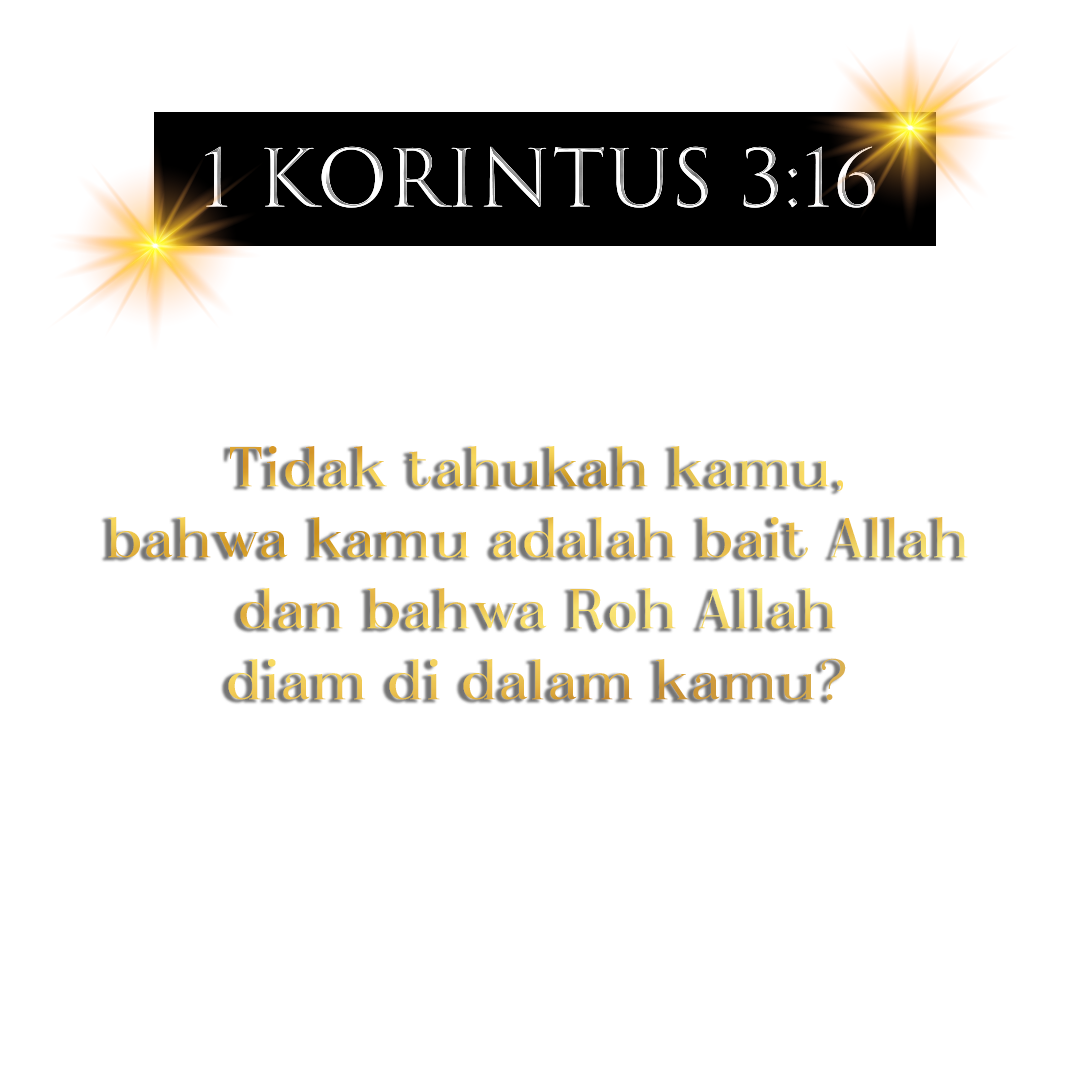 1 KORINTUS 3:16
Tidak tahukah kamu,
bahwa kamu adalah bait Allah
dan bahwa Roh Allah
diam di dalam kamu?